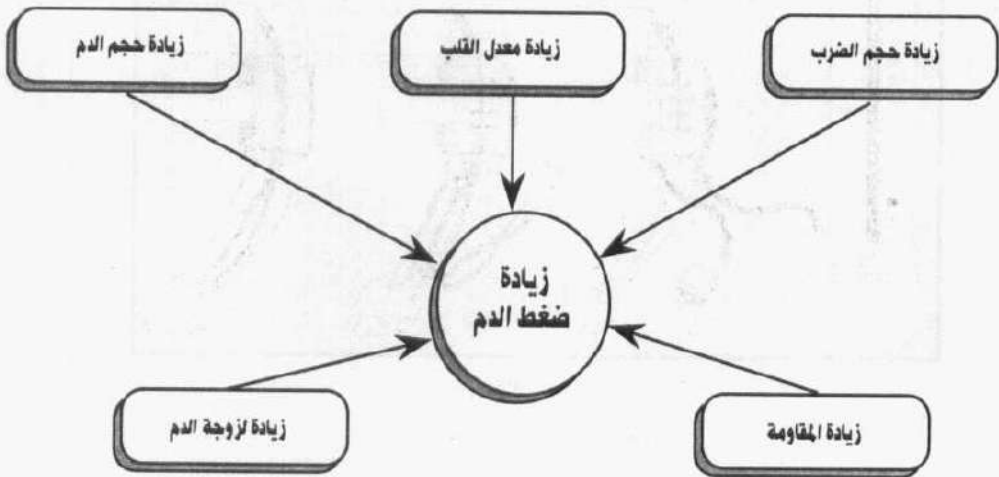 زيادة حجم الضرب
زيادة معدل القلب
زيادة حجم الدم
زيادة
ضغط الدم
زيادة المقاومة
زيادة لزوجة الدم